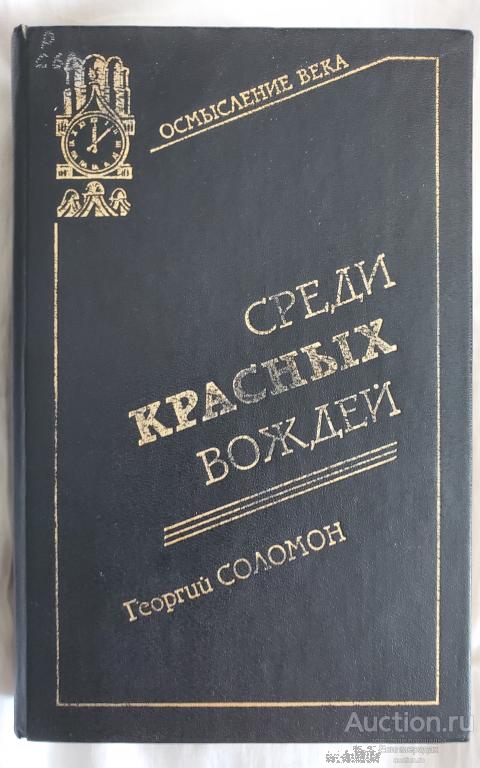 ОСМЫСЛЕНИЕ ВЕКА
СРЕДИ
КРАСНЫХ
ВОЖДЕЙ
Георгий СОЛОМОН
Auction.ru